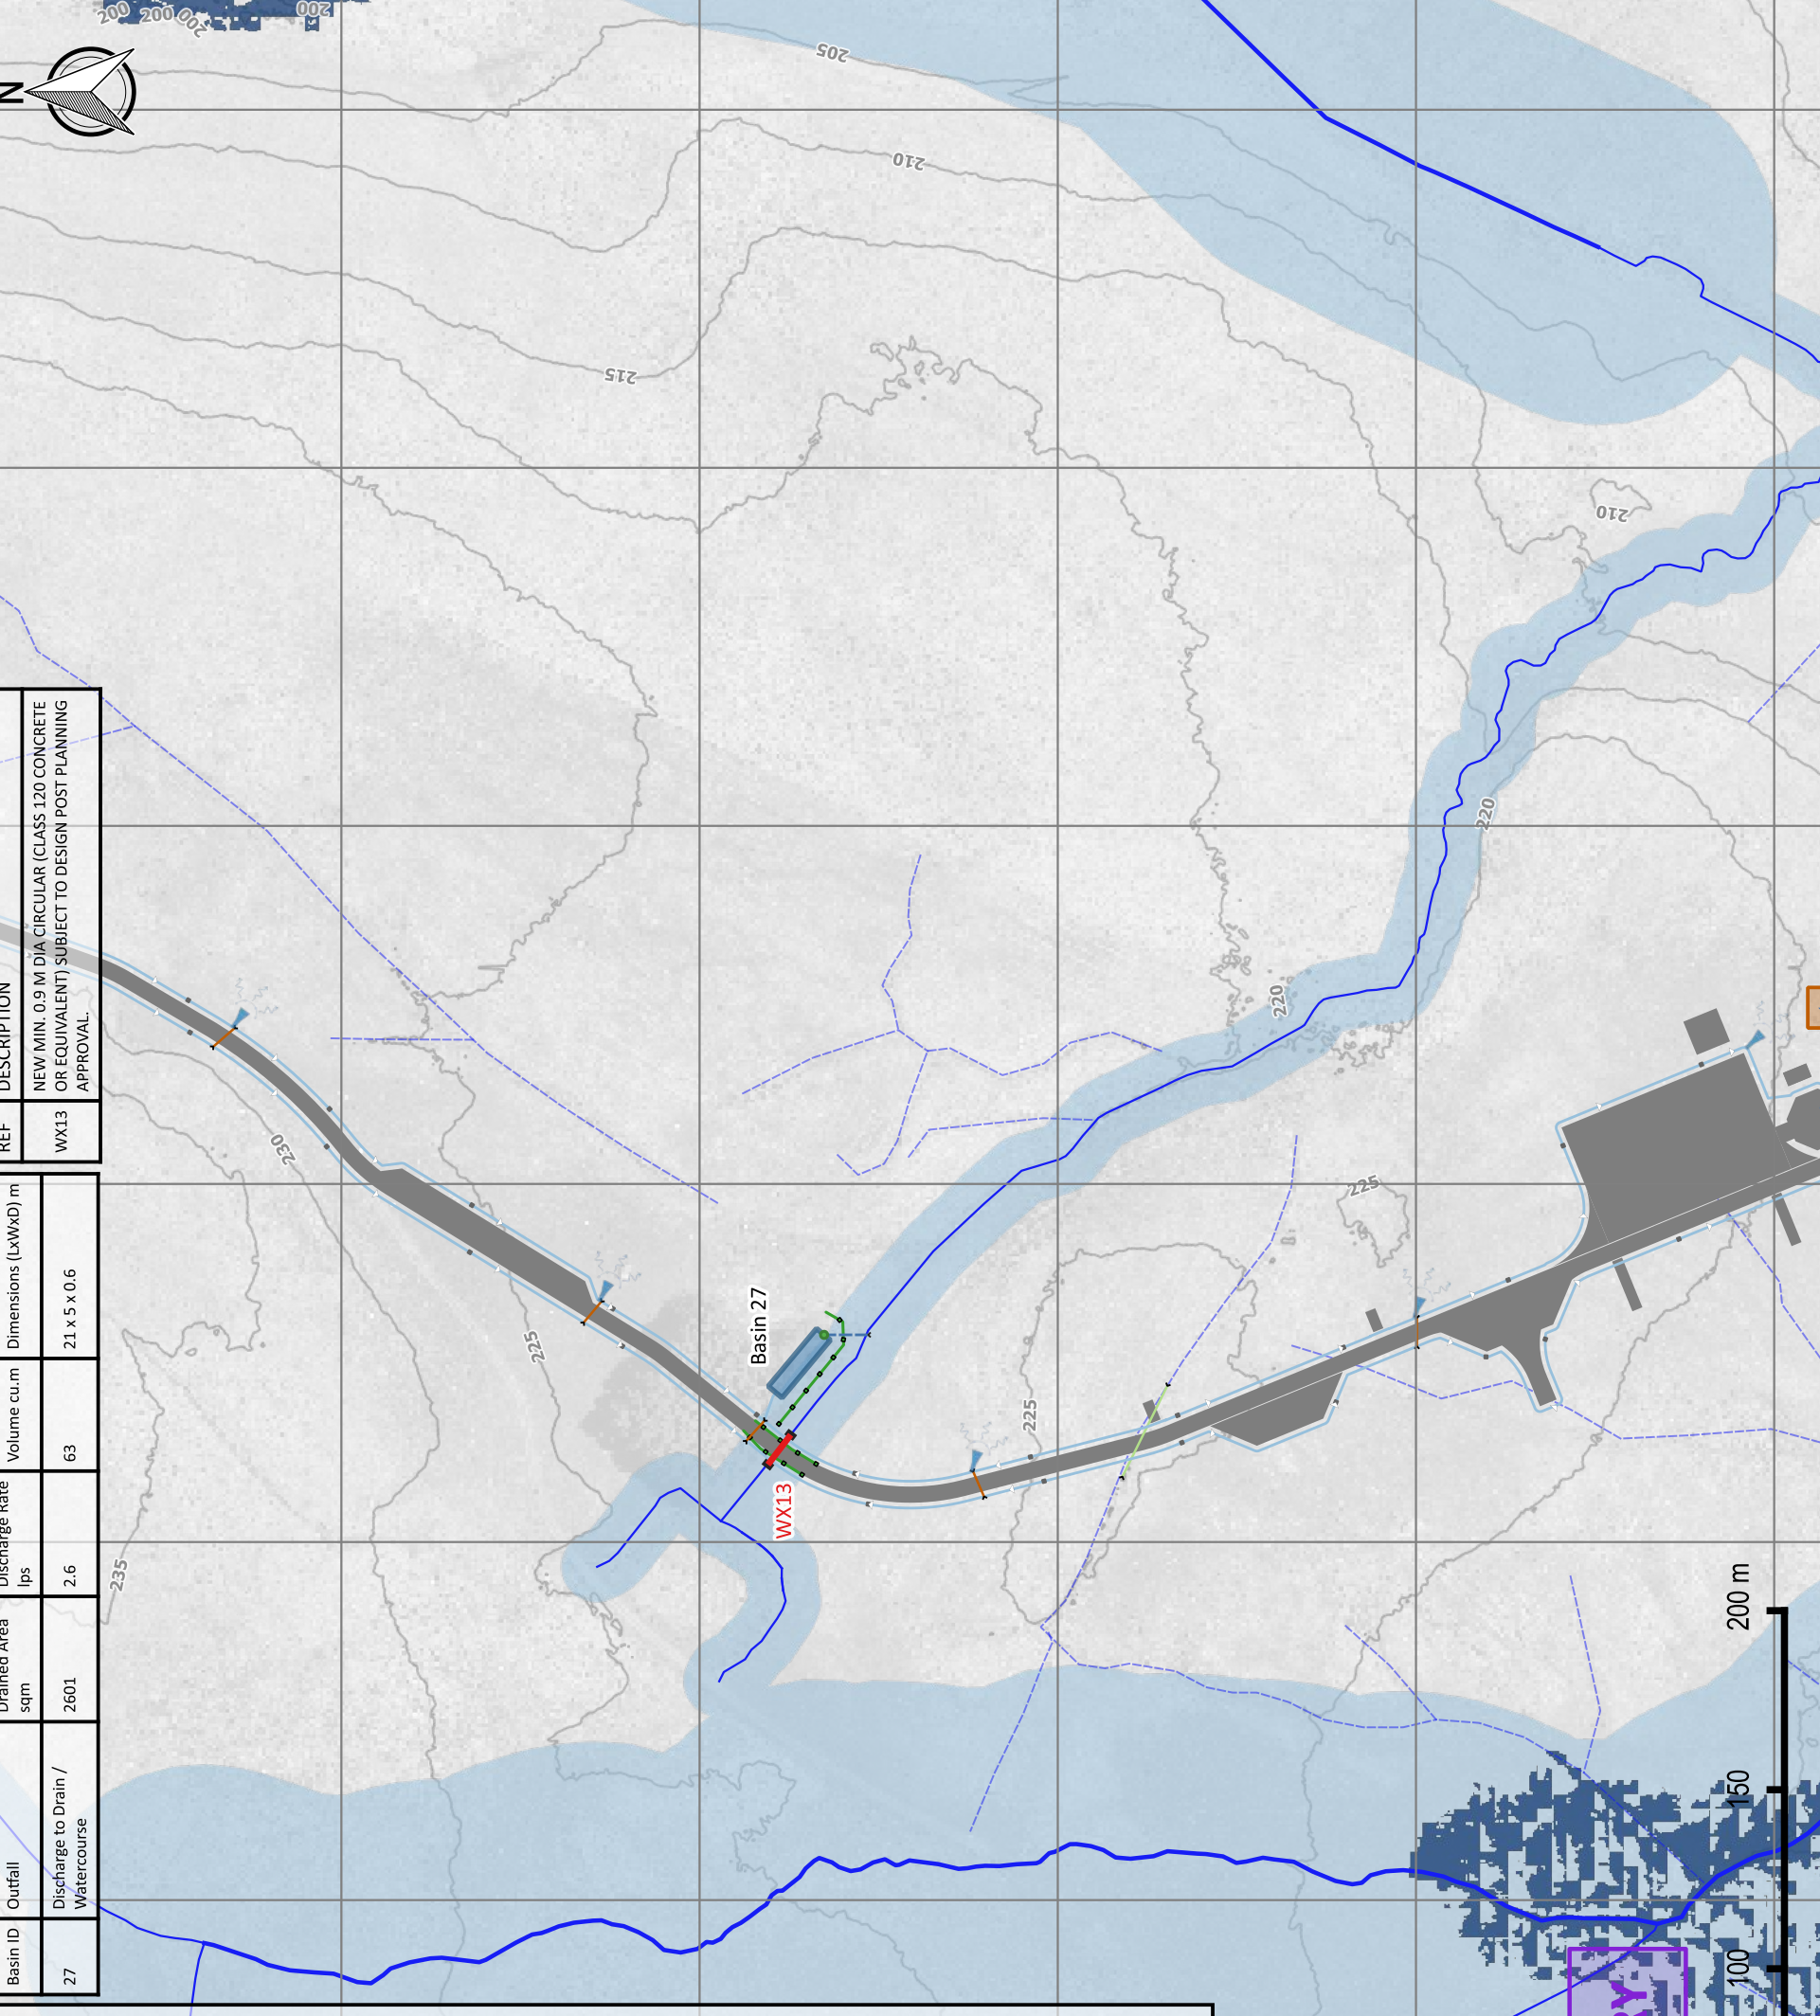 N
200
200
200
200
205
210
215
210
220
220
225
225
225
230
235
REF
DESCRIPTION
WX13
NEW MIN. 0.9 M DIA CIRCULAR (CLASS 120 CONCRETE
OR EQUIVALENT) SUBJECT TO DESIGN POST PLANNING
APPROVAL.
Basin ID
Outfall
Drained Area
sqm
Discharge Rate
lps
Volume cu.m
Dimensions (LxWxD) m
27
Discharge to Drain /
Watercourse
2601
2.6
63
21 x 5 x 0.6
Basin 27
WX13
100
150
200 m